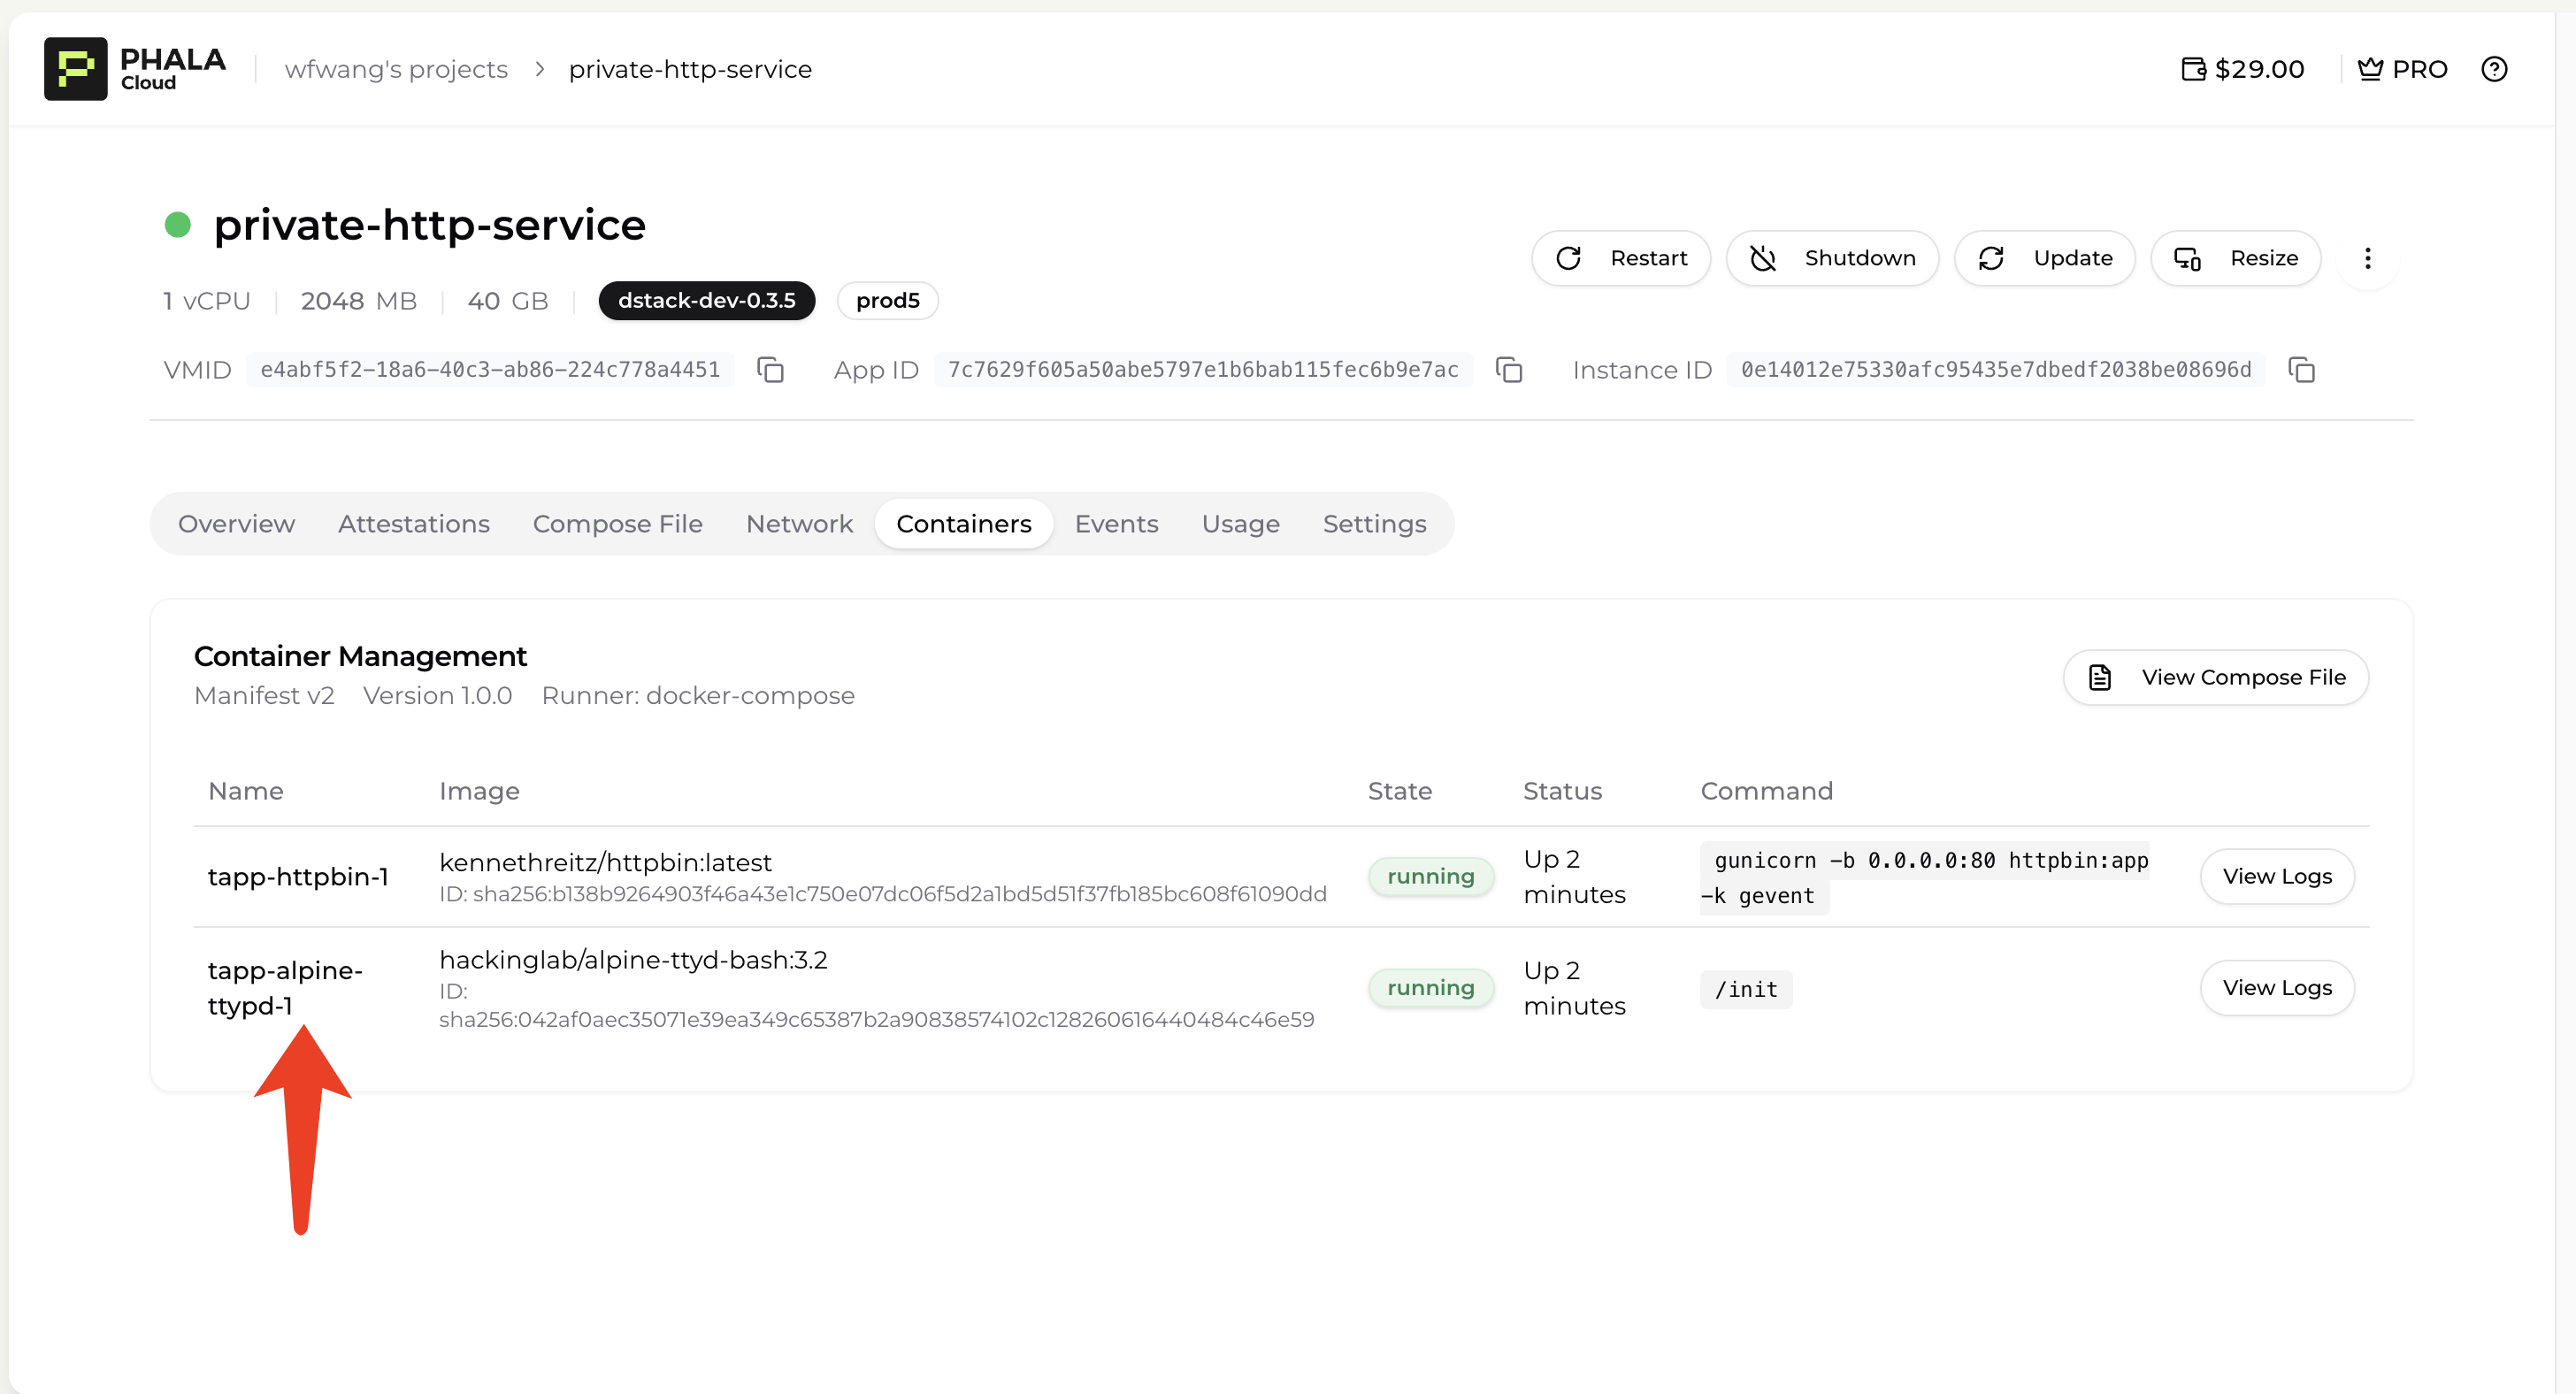 PHALA
Cloud
wfwang's projects > private-http-service
$29.00
PRO
private-http-service
Restart
Shutdown
Update
Resize
1 vCPU
2048 MB
40 GB
dstack-dev-0.3.5
prod5
VMID e4abf5f2-18a6-40c3-ab86-224c778a4451
App ID 7c7629f605a50abe5797e1b6bab115fec6b9e7ac
Instance ID 0e14012e75330afc95435e7dbedf2038be08696d
Overview
Attestations
Compose File
Network
Containers
Events
Usage
Settings
Container Management
Manifest v2 Version 1.0.0 Runner: docker-compose
View Compose File
Name Image State Status Command
tapp-httpbin-1
kennethreitz/httpbin:latest
ID: sha256:b138b9264903f46a43e1c750e07dc06f5d2a1bd5d51f37fb185bc608f61090dd
running
Up 2
minutes
gunicorn -b 0.0.0.0:80 httpbin:app
-k gevent
View Logs
tapp-alpine-
ttypd-1
hackinglab/alpine-ttyd-bash:3.2
ID:
sha256:042af0aec35071e39ea349c65387b2a90838574102c128260616440484c46e59
running
Up 2
minutes
/init
View Logs